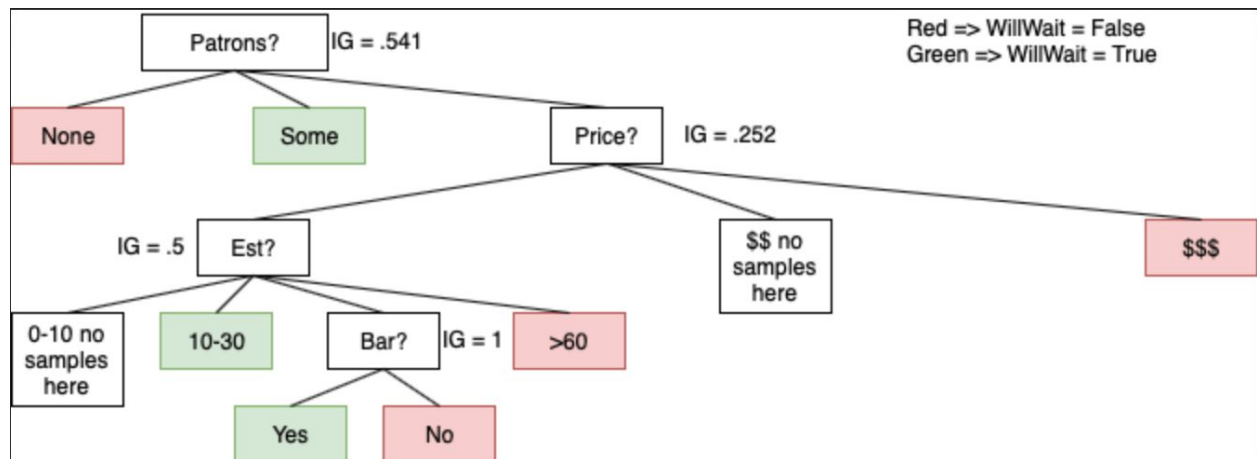 Patrons?
IG = .541
Red => WillWait = False
Green => WillWait = True
None
Some
Price?
IG = .252
IG = .5
Est?
$$ no
samples
here
$$$
0-10 no
samples
here
10-30
Bar?
IG = 1
>60
Yes
No